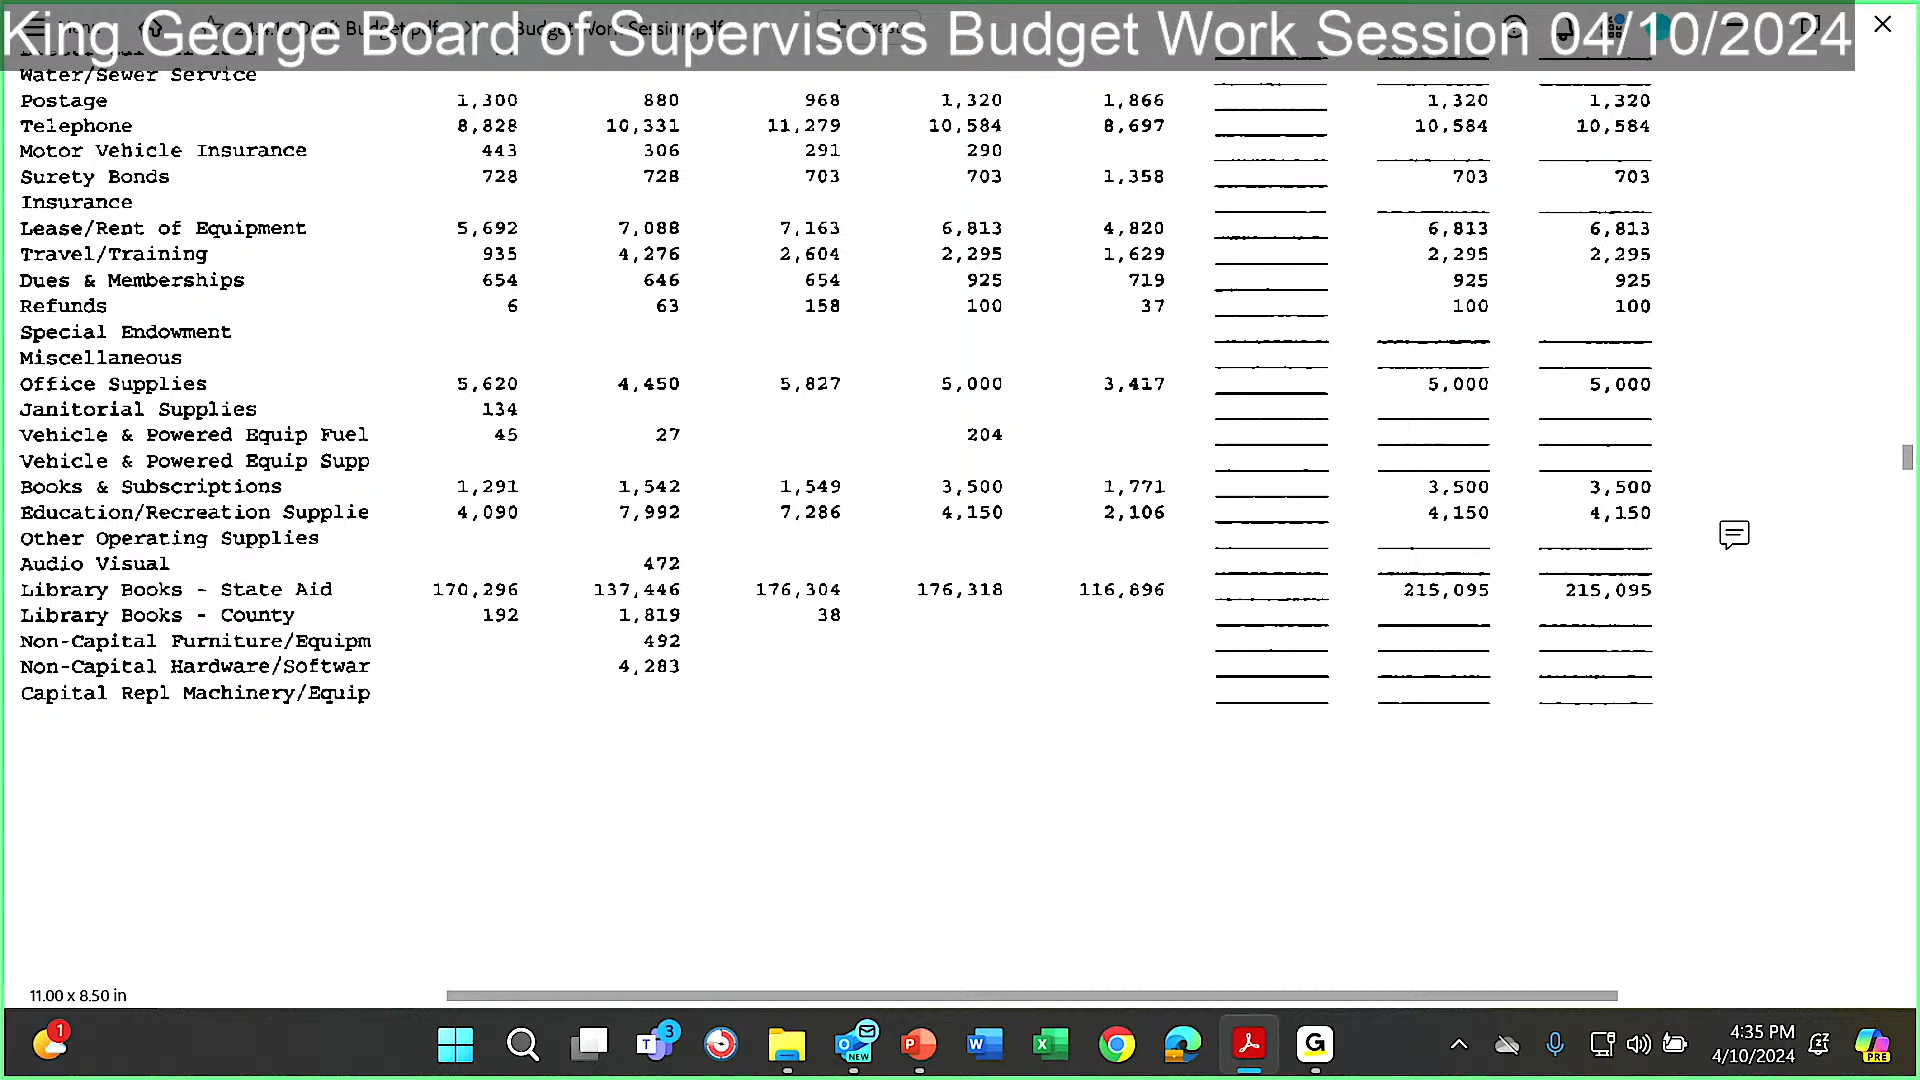 King George Board of Supervisors Budget Work Session 04/10/2024
Water/Sewer Service
Postage 1,300 880 968 1,320 1,866 1,320 1,320
Telephone 8,828 10,331 11,279 10,584 8,697 10,584 10,584
Motor Vehicle Insurance 443 306 291 290
Surety Bonds 728 728 703 703 1,358 703 703
Insurance
Lease/Rent of Equipment 5,692 7,088 7,163 6,813 4,820 6,813 6,813
Travel/Training 935 4,276 2,604 2,295 1,629 2,295 2,295
Dues & Memberships 654 646 654 925 719 925 925
Refunds 6 63 158 100 37 100 100
Special Endowment
Miscellaneous
Office Supplies 5,620 4,450 5,827 5,000 3,417 5,000 5,000
Janitorial Supplies 134
Vehicle & Powered Equip Fuel 45 27 204
Vehicle & Powered Equip Supp
Books & Subscriptions 1,291 1,542 1,549 3,500 1,771 3,500 3,500
Education/Recreation Supplie 4,090 7,992 7,286 4,150 2,106 4,150 4,150
Other Operating Supplies
Audio Visual 472
Library Books - State Aid 170,296 137,446 176,304 176,318 116,896 215,095 215,095
Library Books - County 192 1,819 38
Non-Capital Furniture/Equipm 492
Non-Capital Hardware/Softwar 4,283
Capital Repl Machinery/Equip
11.00 x 8.50 in
1
3
NEW
4:35 PM
4/10/2024
PRE